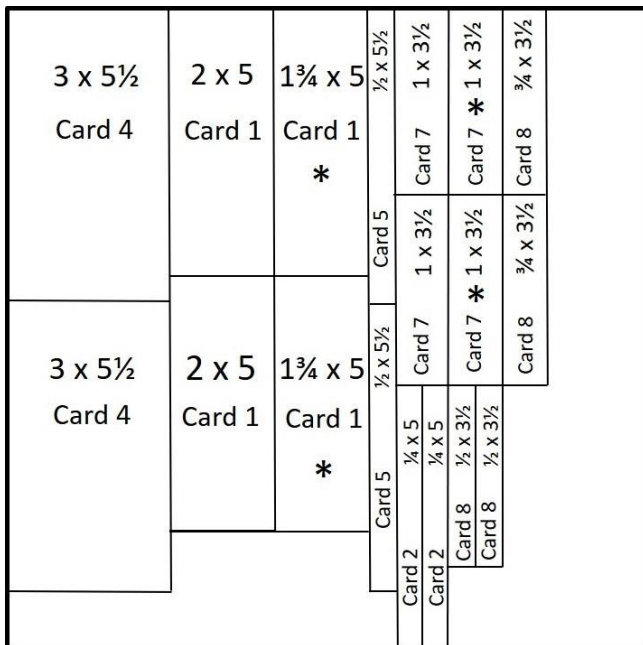 3 x 5½
Card 4
2 x 5
Card 1
1¾ x 5
Card 1
*
½ x 5½
Card 5
1 x 3½
Card 7
1 x 3½
Card 7 *
¾ x 3½
Card 8
1 x 3½
Card 7
1 x 3½
Card 7 *
¾ x 3½
Card 8
3 x 5½
Card 4
2 x 5
Card 1
1¾ x 5
Card 1
*
½ x 5½
Card 5
¼ x 5
Card 2
¼ x 5
Card 2
½ x 3½
Card 8
½ x 3½
Card 8